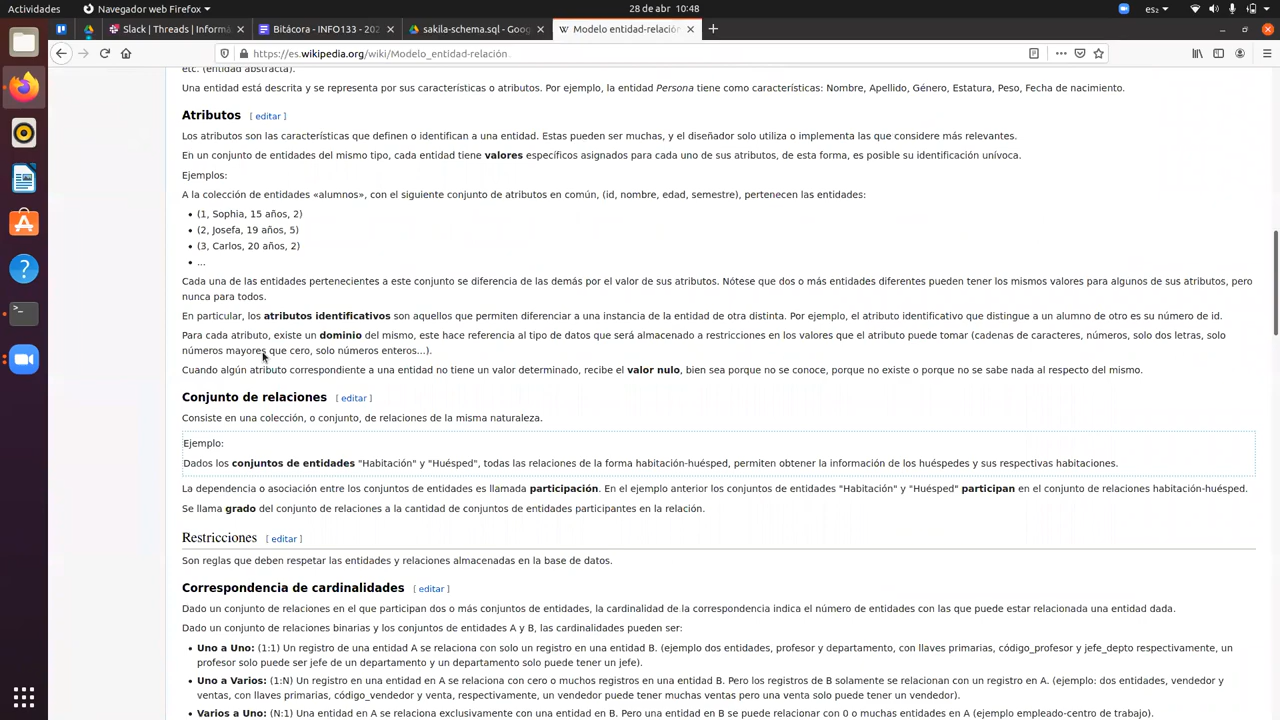 Actividades
Navegador web Firefox
28 de abr 10:48
es₂
Slack | Threads | Informá
Bitácora - INFO133 - 202
sakila-schema.sql - Goog
Modelo entidad-relación
https://es.wikipedia.org/wiki/Modelo_entidad-relación
etc. (entidad abstracta).
Una entidad está descrita y se representa por sus características o atributos. Por ejemplo, la entidad Persona tiene como características: Nombre, Apellido, Género, Estatura, Peso, Fecha de nacimiento.
Atributos [ editar ]
Los atributos son las características que definen o identifican a una entidad. Estas pueden ser muchas, y el diseñador solo utiliza o implementa las que considere más relevantes.
En un conjunto de entidades del mismo tipo, cada entidad tiene valores específicos asignados para cada uno de sus atributos, de esta forma, es posible su identificación unívoca.
Ejemplos:
A la colección de entidades «alumnos», con el siguiente conjunto de atributos en común, (id, nombre, edad, semestre), pertenecen las entidades:
• (1, Sophia, 15 años, 2)
• (2, Josefa, 19 años, 5)
• (3, Carlos, 20 años, 2)
• ...
Cada una de las entidades pertenecientes a este conjunto se diferencia de las demás por el valor de sus atributos. Nótese que dos o más entidades diferentes pueden tener los mismos valores para algunos de sus atributos, pero
nunca para todos.
En particular, los atributos identificativos son aquellos que permiten diferenciar a una instancia de la entidad de otra distinta. Por ejemplo, el atributo identificativo que distingue a un alumno de otro es su número de id.
Para cada atributo, existe un dominio del mismo, este hace referencia al tipo de datos que será almacenado a restricciones en los valores que el atributo puede tomar (cadenas de caracteres, números, solo dos letras, solo
números mayores que cero, solo números enteros...).
Cuando algún atributo correspondiente a una entidad no tiene un valor determinado, recibe el valor nulo, bien sea porque no se conoce, porque no existe o porque no se sabe nada al respecto del mismo.
Conjunto de relaciones [ editar ]
Consiste en una colección, o conjunto, de relaciones de la misma naturaleza.
Ejemplo:
Dados los conjuntos de entidades "Habitación" y "Huésped", todas las relaciones de la forma habitación-huésped, permiten obtener la información de los huéspedes y sus respectivas habitaciones.
La dependencia o asociación entre los conjuntos de entidades es llamada participación. En el ejemplo anterior los conjuntos de entidades "Habitación" y "Huésped" participan en el conjunto de relaciones habitación-huésped.
Se llama grado del conjunto de relaciones a la cantidad de conjuntos de entidades participantes en la relación.
Restricciones [ editar ]
Son reglas que deben respetar las entidades y relaciones almacenadas en la base de datos.
Correspondencia de cardinalidades [ editar ]
Dado un conjunto de relaciones en el que participan dos o más conjuntos de entidades, la cardinalidad de la correspondencia indica el número de entidades con las que puede estar relacionada una entidad dada.
Dado un conjunto de relaciones binarias y los conjuntos de entidades A y B, las cardinalidades pueden ser:
• Uno a Uno: (1:1) Un registro de una entidad A se relaciona con solo un registro en una entidad B. (ejemplo dos entidades, profesor y departamento, con llaves primarias, código_profesor y jefe_depto respectivamente, un
profesor solo puede ser jefe de un departamento y un departamento solo puede tener un jefe).
• Uno a Varios: (1:N) Un registro en una entidad en A se relaciona con cero o muchos registros en una entidad B. Pero los registros de B solamente se relacionan con un registro en A. (ejemplo: dos entidades, vendedor y
ventas, con llaves primarias, código_vendedor y venta, respectivamente, un vendedor puede tener muchas ventas pero una venta solo puede tener un vendedor).
• Varios a Uno: (N:1) Una entidad en A se relaciona exclusivamente con una entidad en B. Pero una entidad en B se puede relacionar con 0 o muchas entidades en A (ejemplo empleado-centro de trabajo).